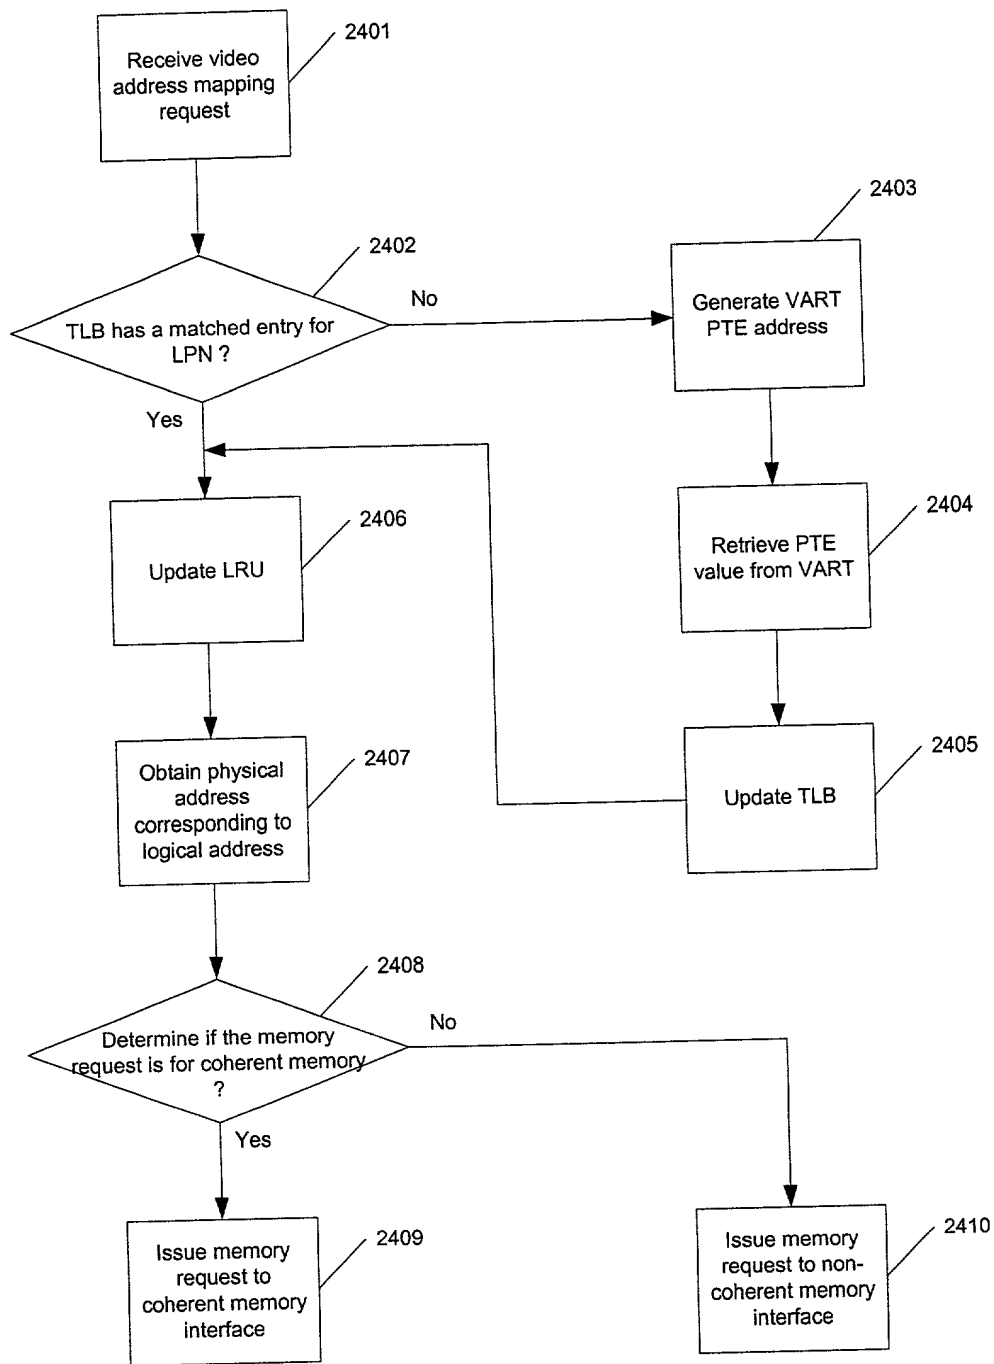 2401
Receive video
address mapping
request
2402
TLB has a matched entry for
LPN ?
No
Yes
2403
Generate VART
PTE address
2404
Retrieve PTE
value from VART
2405
Update TLB
2406
Update LRU
2407
Obtain physical
address
corresponding to
logical address
2408
Determine if the memory
request is for coherent memory
?
No
Yes
2409
Issue memory
request to
coherent memory
interface
2410
Issue memory
request to non-
coherent memory
interface